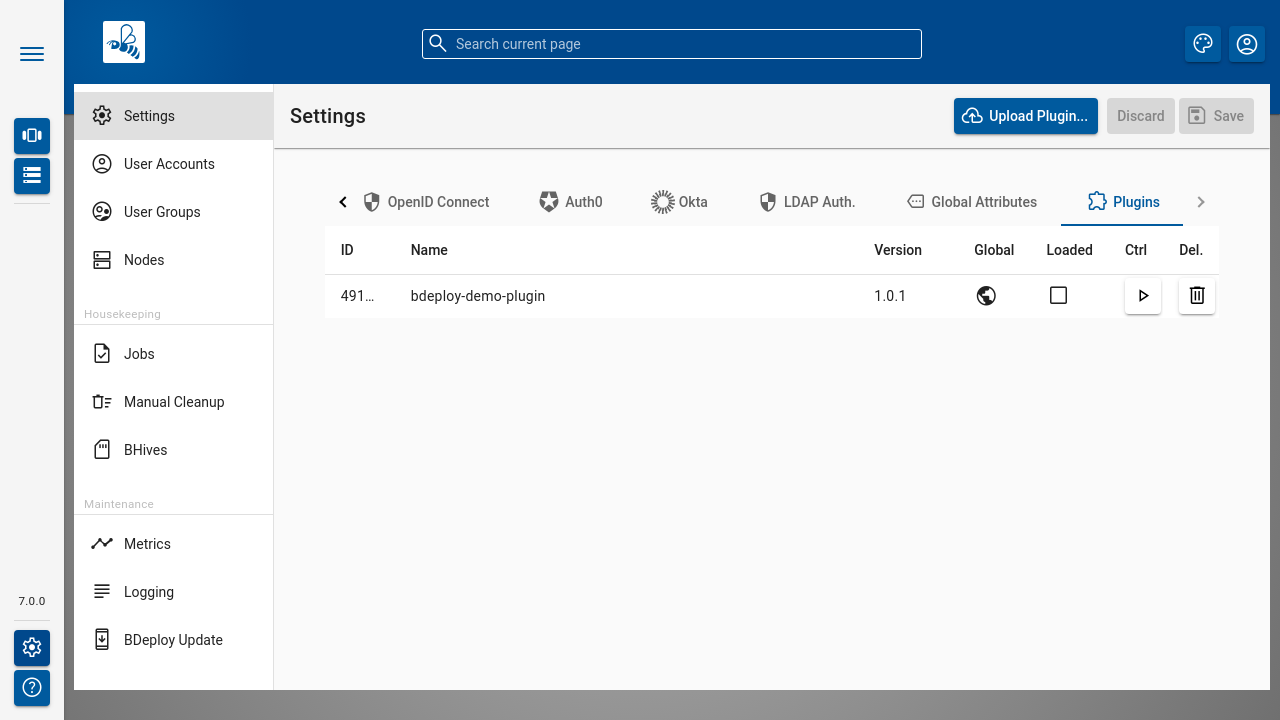 Search current page
Settings
User Accounts
User Groups
Nodes
Housekeeping
Jobs
Manual Cleanup
BHives
Maintenance
Metrics
Logging
BDeploy Update
7.0.0
Settings
Upload Plugin... Discard Save
OpenID Connect Auth0 Okta LDAP Auth. Global Attributes Plugins
ID Name Version Global Loaded Ctrl Del.
491... bdeploy-demo-plugin 1.0.1